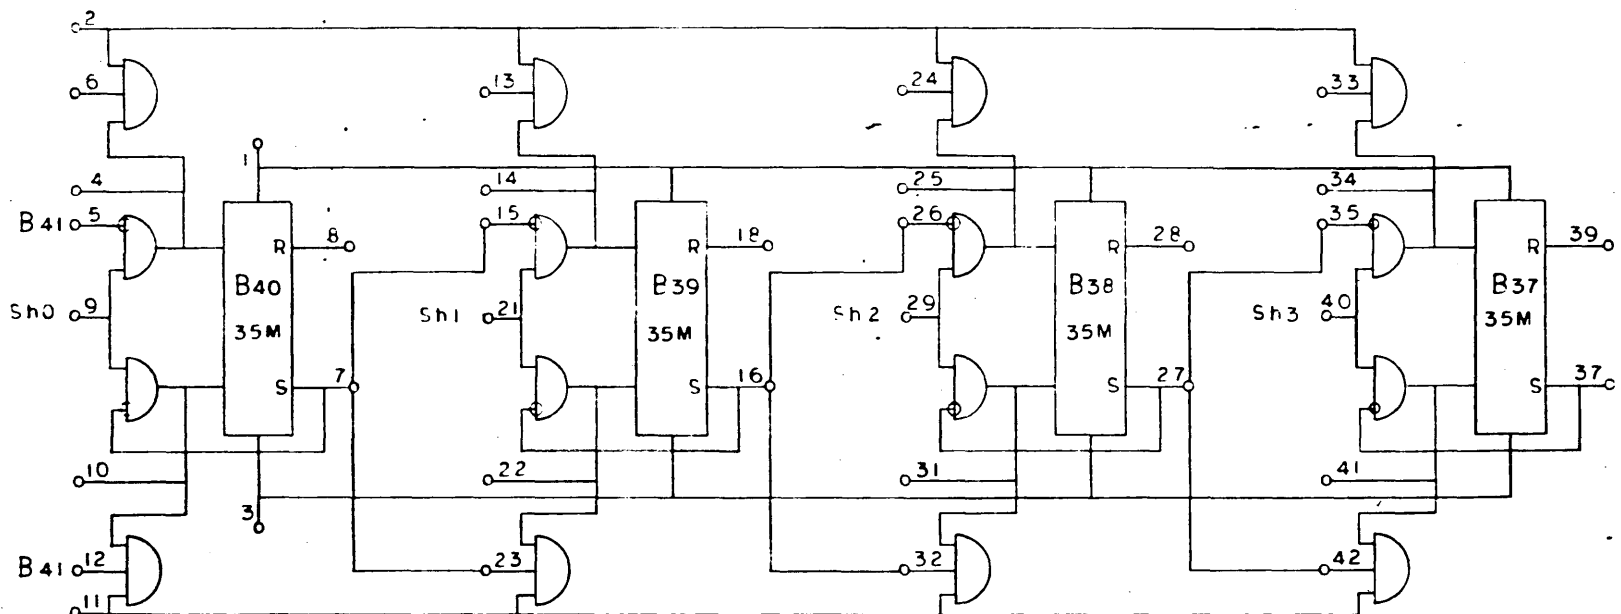 2
6 13 24 33
1
4 14 25 34
B41 5 15 26 35
8 18 28 39
R R R R
B40 B39 B38 B37
Sh0 9 Sh1 21 Sh2 29 Sh3 40
35M 35M 35M 35M
S 7 S 16 S 27 S 37
10 22 31 41
3
B41 12 23 32 42
11